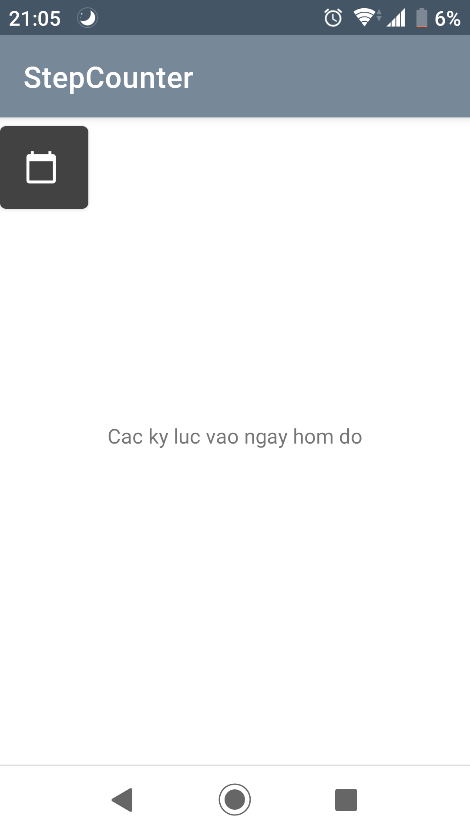 21:05
6%
StepCounter
Cac ky luc vao ngay hom do